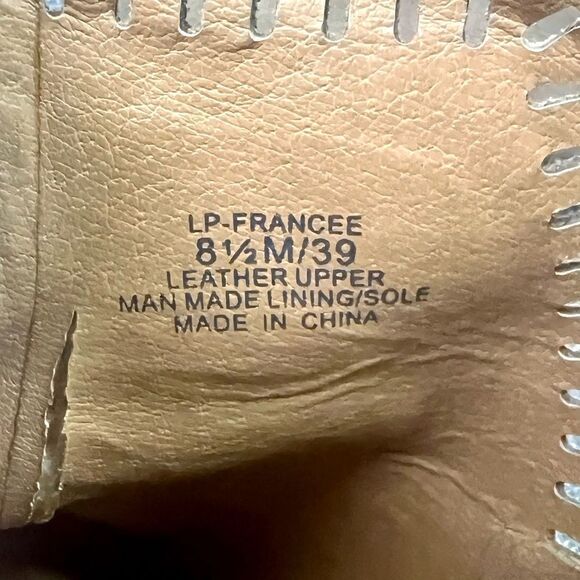 LP-FRANCEE
8½M/39
LEATHER UPPER
MAN MADE LINING/SOLE
MADE IN CHINA